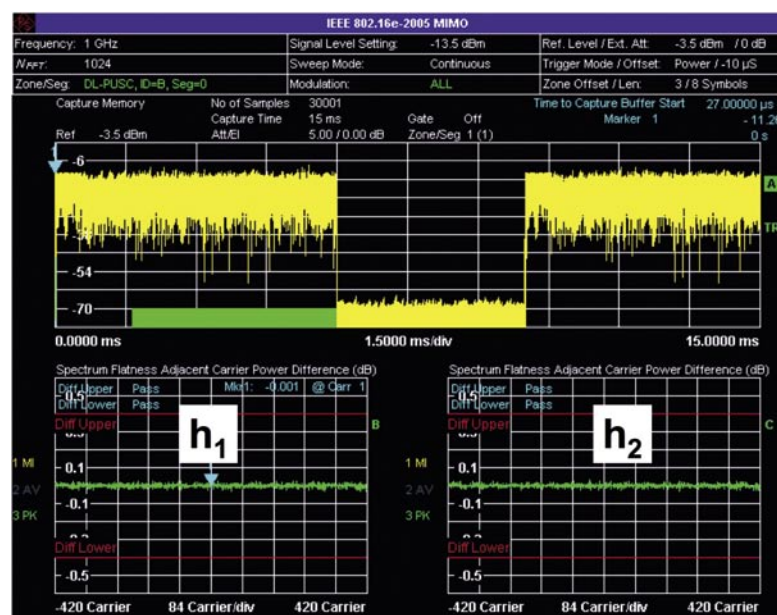 IEEE 802.16e-2005 MIMO
Frequency: 1 GHz Signal Level Setting: -13.5 dBm Ref. Level / Ext. Att: -3.5 dBm / 0 dB
NFFT: 1024 Sweep Mode: Continuous Trigger Mode / Offset: Power / -10 µS
Zone/Seg: DL-PUSC, ID=B, Seg=0 Modulation: ALL Zone Offset / Len: 3 / 8 Symbols
Capture Memory No of Samples 30001 Time to Capture Buffer Start 27.00000 µs
Capture Time 15 ms Gate Off Marker 1 -11.26
Ref -3.5 dBm Att/El 5.00 / 0.00 dB Zone/Seg 1 (1) 0 s
1
-6
A
TR
-54
-70
0.0000 ms 1.5000 ms/div 15.0000 ms
Spectrum Flatness Adjacent Carrier Power Difference (dB) Spectrum Flatness Adjacent Carrier Power Difference (dB)
Diff Upper Pass Mkr1: -0.001 @ Carr 1 Diff Upper Pass
0.5 0.5
Diff Lower Pass Diff Lower Pass
Diff Upper B Diff Upper C
h1 h2
1 MI 0.1 1 MI 0.1
2 AV -0.1 2 AV -0.1
3 PK 3 PK
Diff Lower Diff Lower
-0.5 -0.5
-420 Carrier 84 Carrier/div 420 Carrier -420 Carrier 84 Carrier/div 420 Carrier